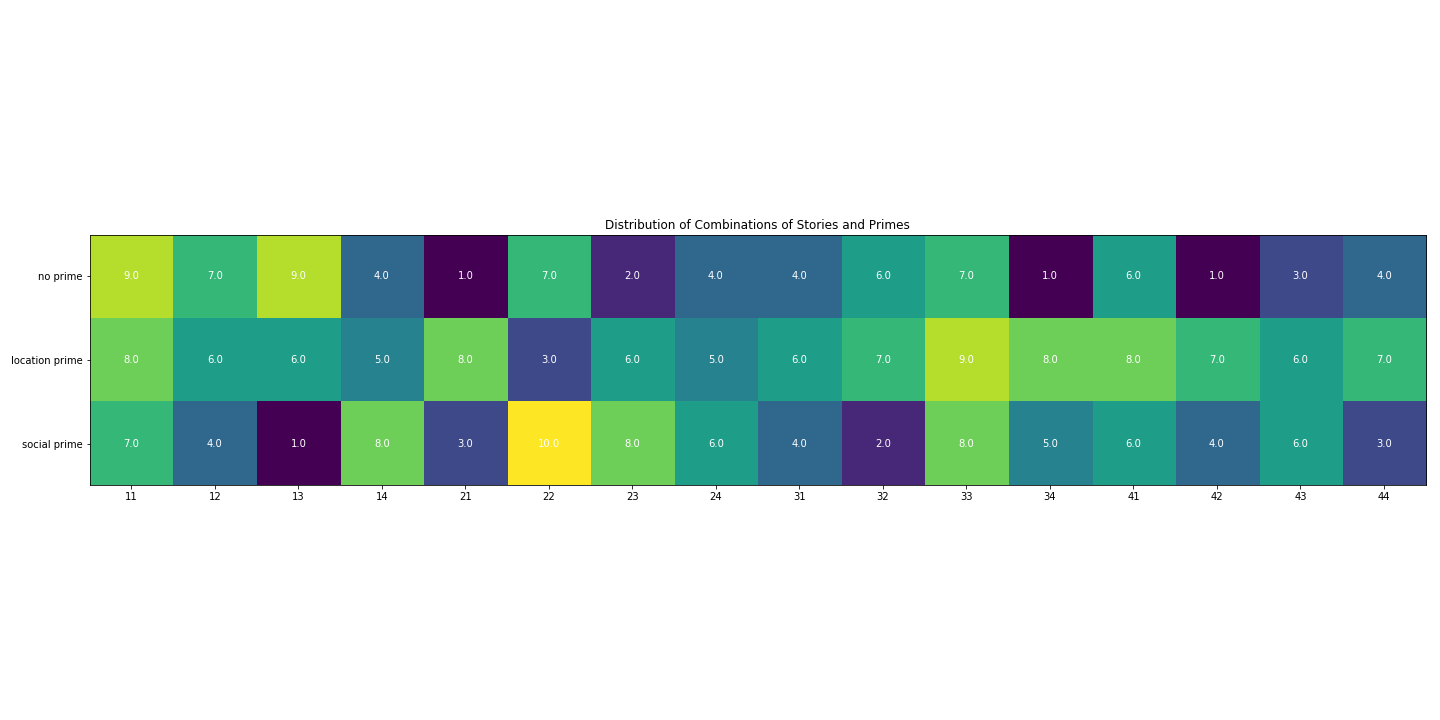 Distribution of Combinations of Stories and Primes
no prime 9.0 7.0 9.0 4.0 1.0 7.0 2.0 4.0 4.0 6.0 7.0 1.0 6.0 1.0 3.0 4.0
location prime 8.0 6.0 6.0 5.0 8.0 3.0 6.0 5.0 6.0 7.0 9.0 8.0 8.0 7.0 6.0 7.0
social prime 7.0 4.0 1.0 8.0 3.0 10.0 8.0 6.0 4.0 2.0 8.0 5.0 6.0 4.0 6.0 3.0
11 12 13 14 21 22 23 24 31 32 33 34 41 42 43 44